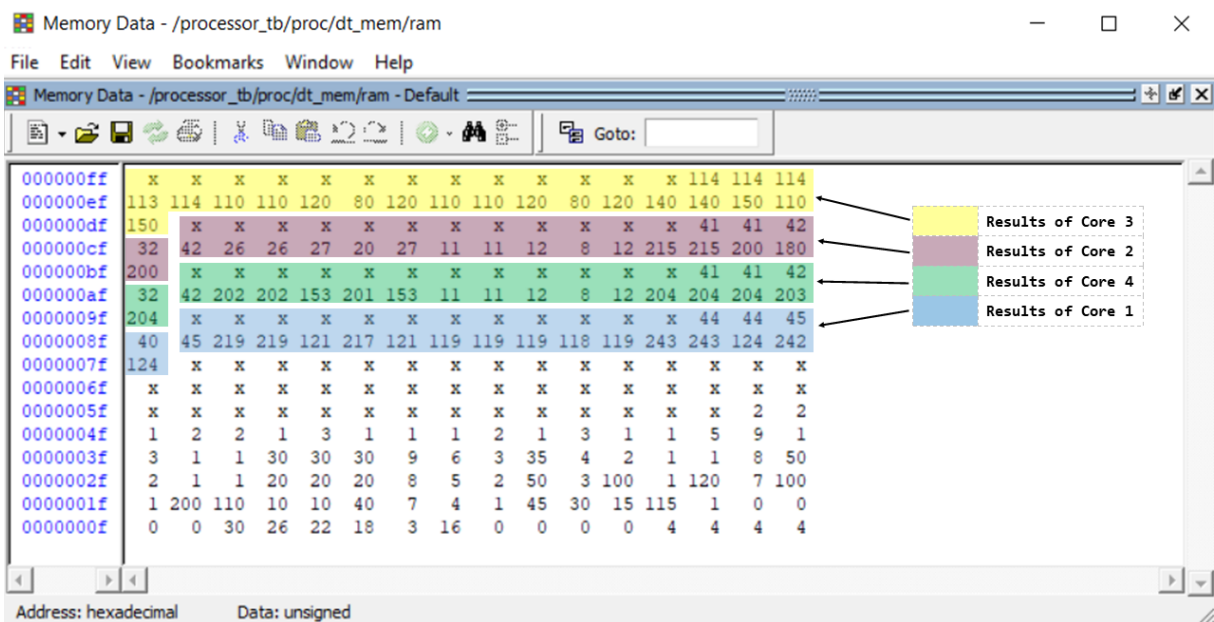 Memory Data - /processor_tb/proc/dt_mem/ram
File Edit View Bookmarks Window Help
Memory Data - /processor_tb/proc/dt_mem/ram - Default
Goto:
000000ff x x x x x x x x x x x x x 114 114 114
000000ef 113 114 110 110 120 80 120 110 110 120 80 120 140 140 150 110
000000df 150 x x x x x x x x x x x x 41 41 42
000000cf 32 42 26 26 27 20 27 11 11 12 8 12 215 215 200 180
000000bf 200 x x x x x x x x x x x x 41 41 42
000000af 32 42 202 202 153 201 153 11 11 12 8 12 204 204 204 203
0000009f 204 x x x x x x x x x x x x 44 44 45
0000008f 40 45 219 219 121 217 121 119 119 119 118 119 243 243 124 242
0000007f 124 x x x x x x x x x x x x x x x
0000006f x x x x x x x x x x x x x x x x
0000005f x x x x x x x x x x x x x x 2 2
0000004f 1 2 2 1 3 1 1 1 2 1 3 1 1 5 9 1
0000003f 3 1 1 30 30 30 9 6 3 35 4 2 1 1 8 50
0000002f 2 1 1 20 20 20 8 5 2 50 3 100 1 120 7 100
0000001f 1 200 110 10 10 40 7 4 1 45 30 15 115 1 0 0
0000000f 0 0 30 26 22 18 3 16 0 0 0 0 4 4 4 4
Results of Core 3
Results of Core 2
Results of Core 4
Results of Core 1
Address: hexadecimal Data: unsigned